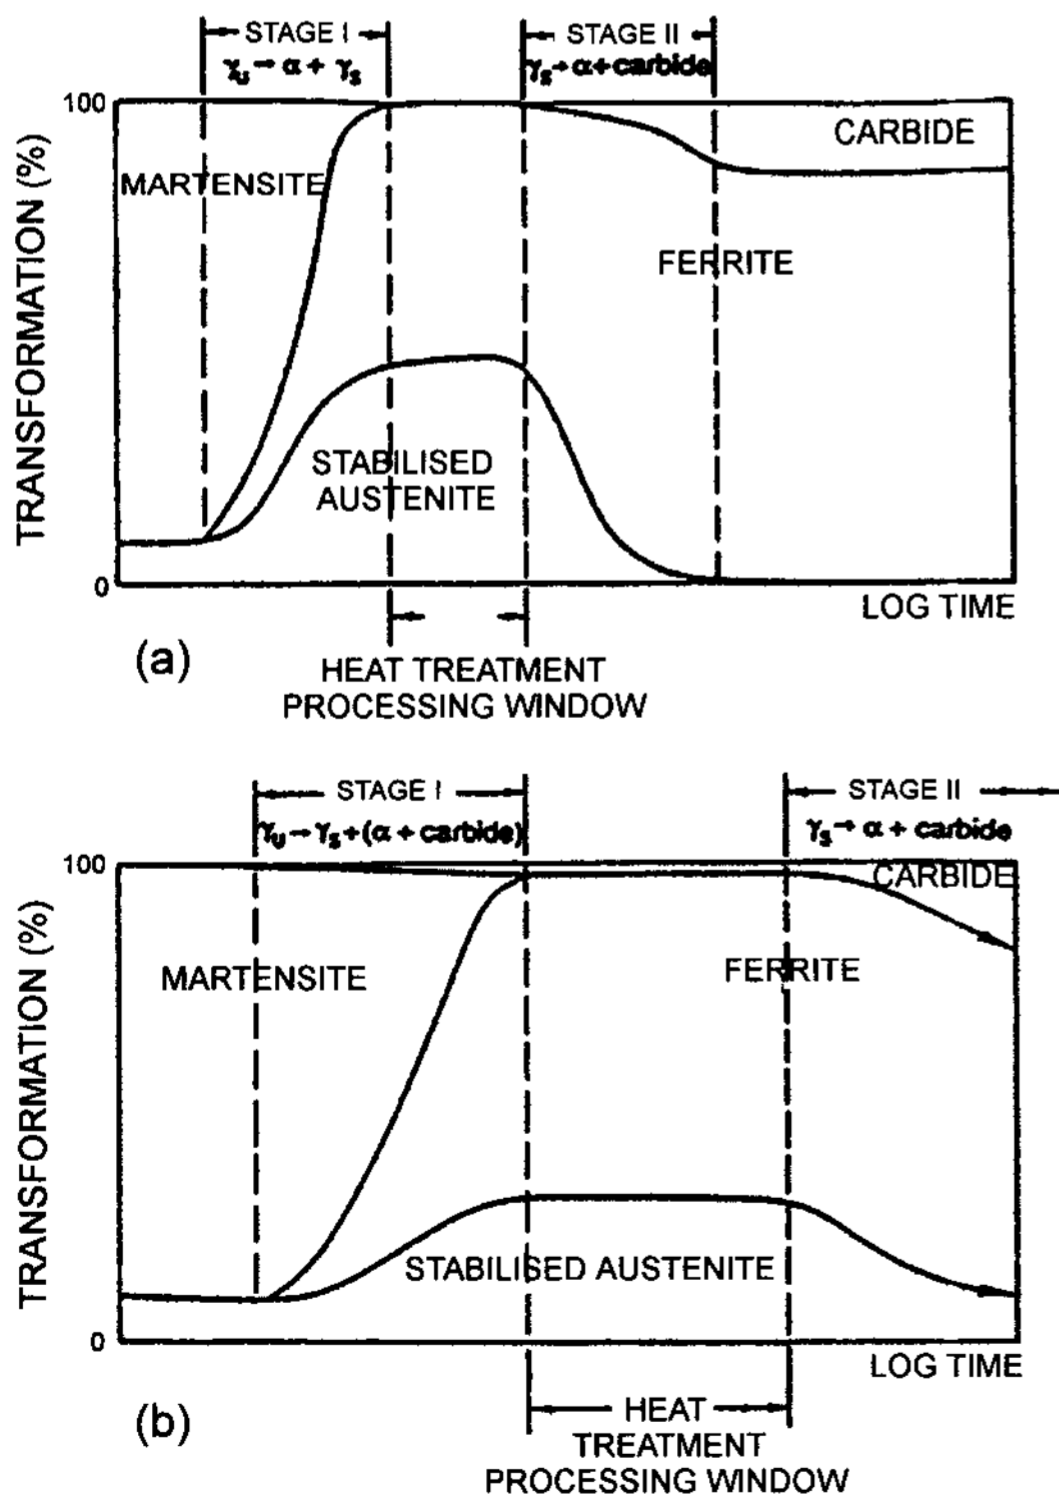 STAGE I
γu → α + γs
STAGE II
γs → α + carbide
100
CARBIDE
MARTENSITE
FERRITE
TRANSFORMATION (%)
STABILISED
AUSTENITE
0
LOG TIME
(a)
HEAT TREATMENT
PROCESSING WINDOW
STAGE I
γU → γs + (α + carbide)
STAGE II
γs → α + carbide
100
CARBIDE
MARTENSITE
FERRITE
TRANSFORMATION (%)
STABILISED AUSTENITE
0
LOG TIME
(b)
HEAT
TREATMENT
PROCESSING WINDOW